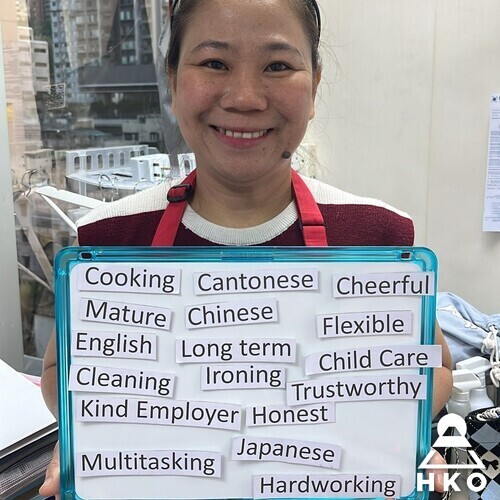 Cooking Cantonese Cheerful
Mature Chinese Flexible
English Long term Child Care
Cleaning Ironing Trustworthy
Kind Employer Honest
Multitasking Japanese
Hardworking
HKO